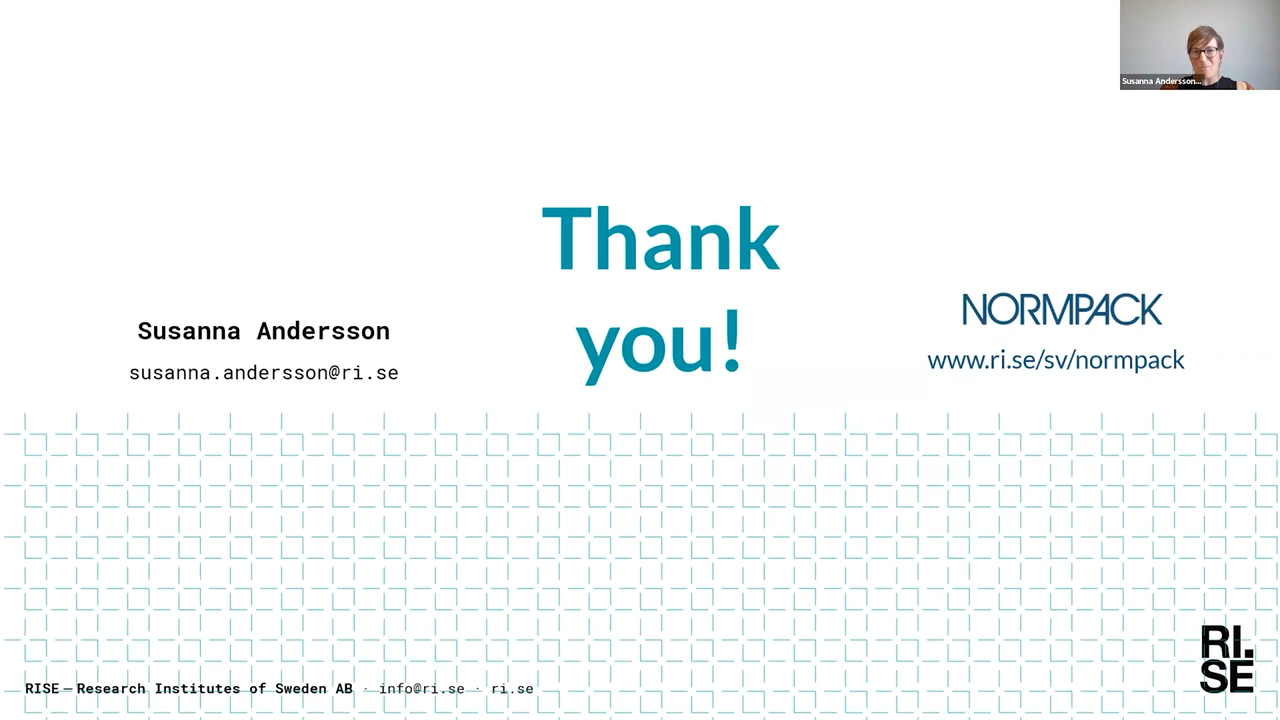 Susanna Andersson...
Thank
you!
Susanna Andersson
susanna.andersson@ri.se
NORMPACK
www.ri.se/sv/normpack
RISE — Research Institutes of Sweden AB · info@ri.se · ri.se
RI.
SE